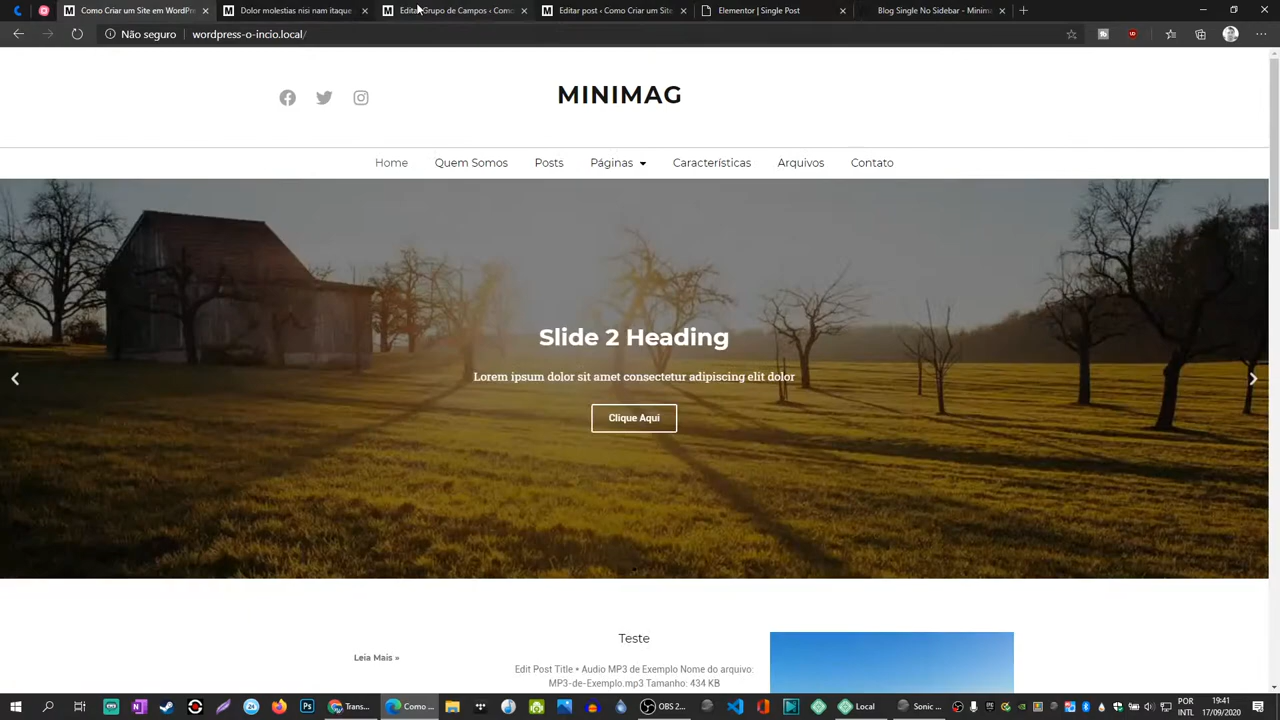 Como Criar um Site em WordPre
Dolor molestias nisi nam itaque
Editar Grupo de Campos ‹ Como
Editar post ‹ Como Criar um Site
Elementor | Single Post
Blog Single No Sidebar - Minim
Não seguro
wordpress-o-incio.local/
MINIMAG
Home
Quem Somos
Posts
Páginas
Características
Arquivos
Contato
Slide 2 Heading
Lorem ipsum dolor sit amet consectetur adipiscing elit dolor
Clique Aqui
Teste
Leia Mais »
Edit Post Title • Audio MP3 de Exemplo Nome do arquivo:
MP3-de-Exemplo.mp3 Tamanho: 434 KB
Trans...
Como ...
OBS 2...
Local
Sonic ...
POR
INTL
19:41
17/09/2020